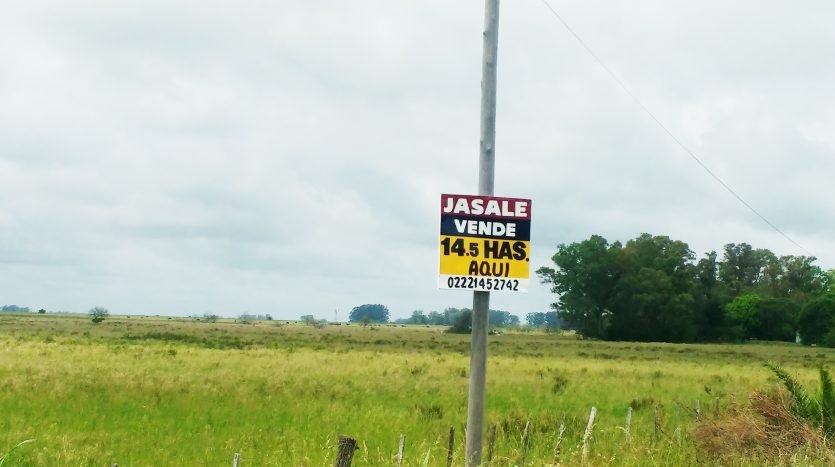 JASALE
VENDE
14.5 HAS.
AQUI
02221452742